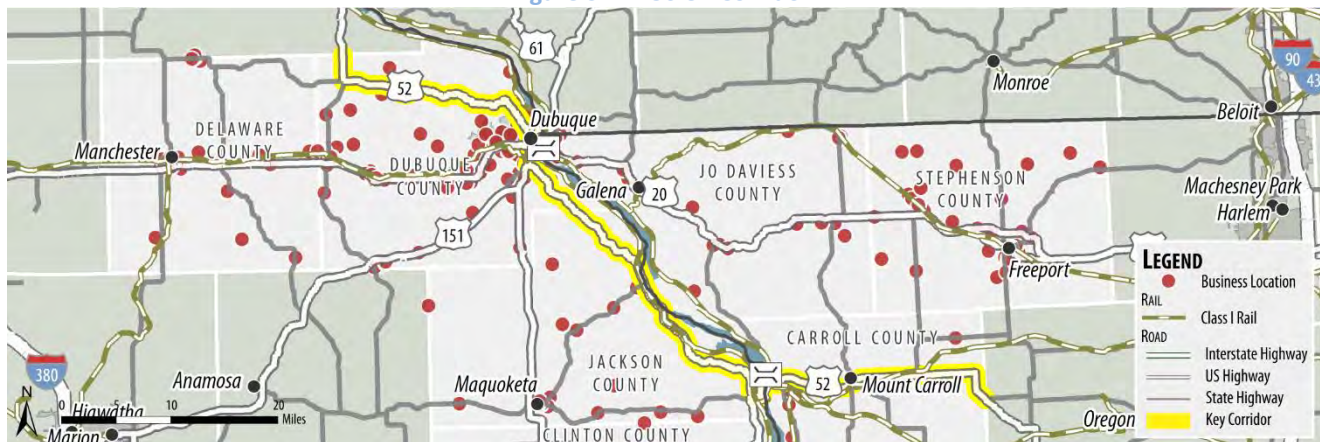 61
90
43
Monroe
52
Beloit
Dubuque
DELAWARE
COUNTY
Manchester
DUBUQUE
COUNTY
JO DAVIESS
COUNTY
STEPHENSON
COUNTY
Galena
20
Machesney Park
Harlem
151
Freeport
LEGEND
Business Location
RAIL
Class I Rail
ROAD
Interstate Highway
US Highway
State Highway
Key Corridor
CARROLL COUNTY
JACKSON
COUNTY
52
Mount Carroll
380
Anamosa
Maquoketa
N
0 5 10 20
Miles
Hiawatha
Marion
CLINTON COUNTY
Oregon